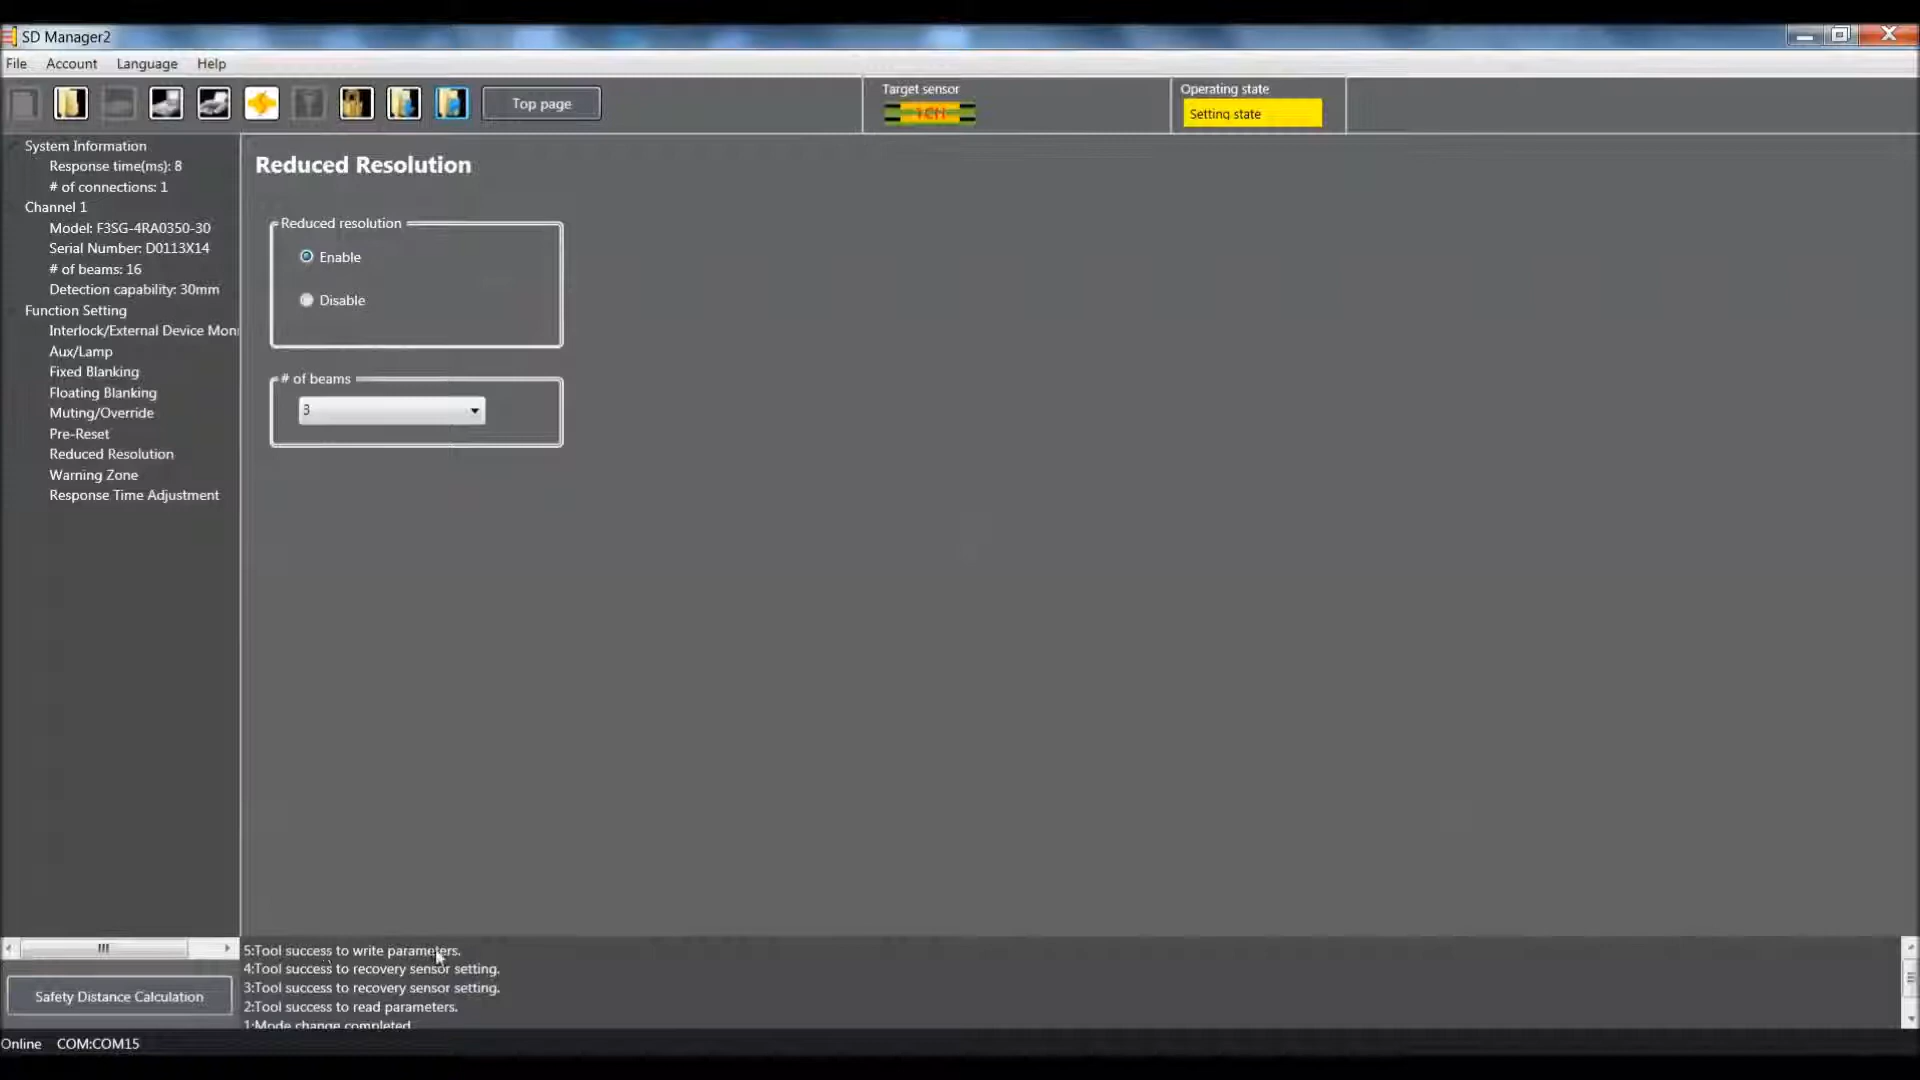 SD Manager2
File Account Language Help
Top page
Target sensor
1CH
Operating state
Setting state
System Information
Response time(ms): 8
# of connections: 1
Channel 1
Model: F3SG-4RA0350-30
Serial Number: D0113X14
# of beams: 16
Detection capability: 30mm
Function Setting
Interlock/External Device Mon
Aux/Lamp
Fixed Blanking
Floating Blanking
Muting/Override
Pre-Reset
Reduced Resolution
Warning Zone
Response Time Adjustment
Safety Distance Calculation
Reduced Resolution
Reduced resolution
Enable
Disable
# of beams
3
5:Tool success to write parameters.
4:Tool success to recovery sensor setting.
3:Tool success to recovery sensor setting.
2:Tool success to read parameters.
1:Mode change completed
Online COM:COM15